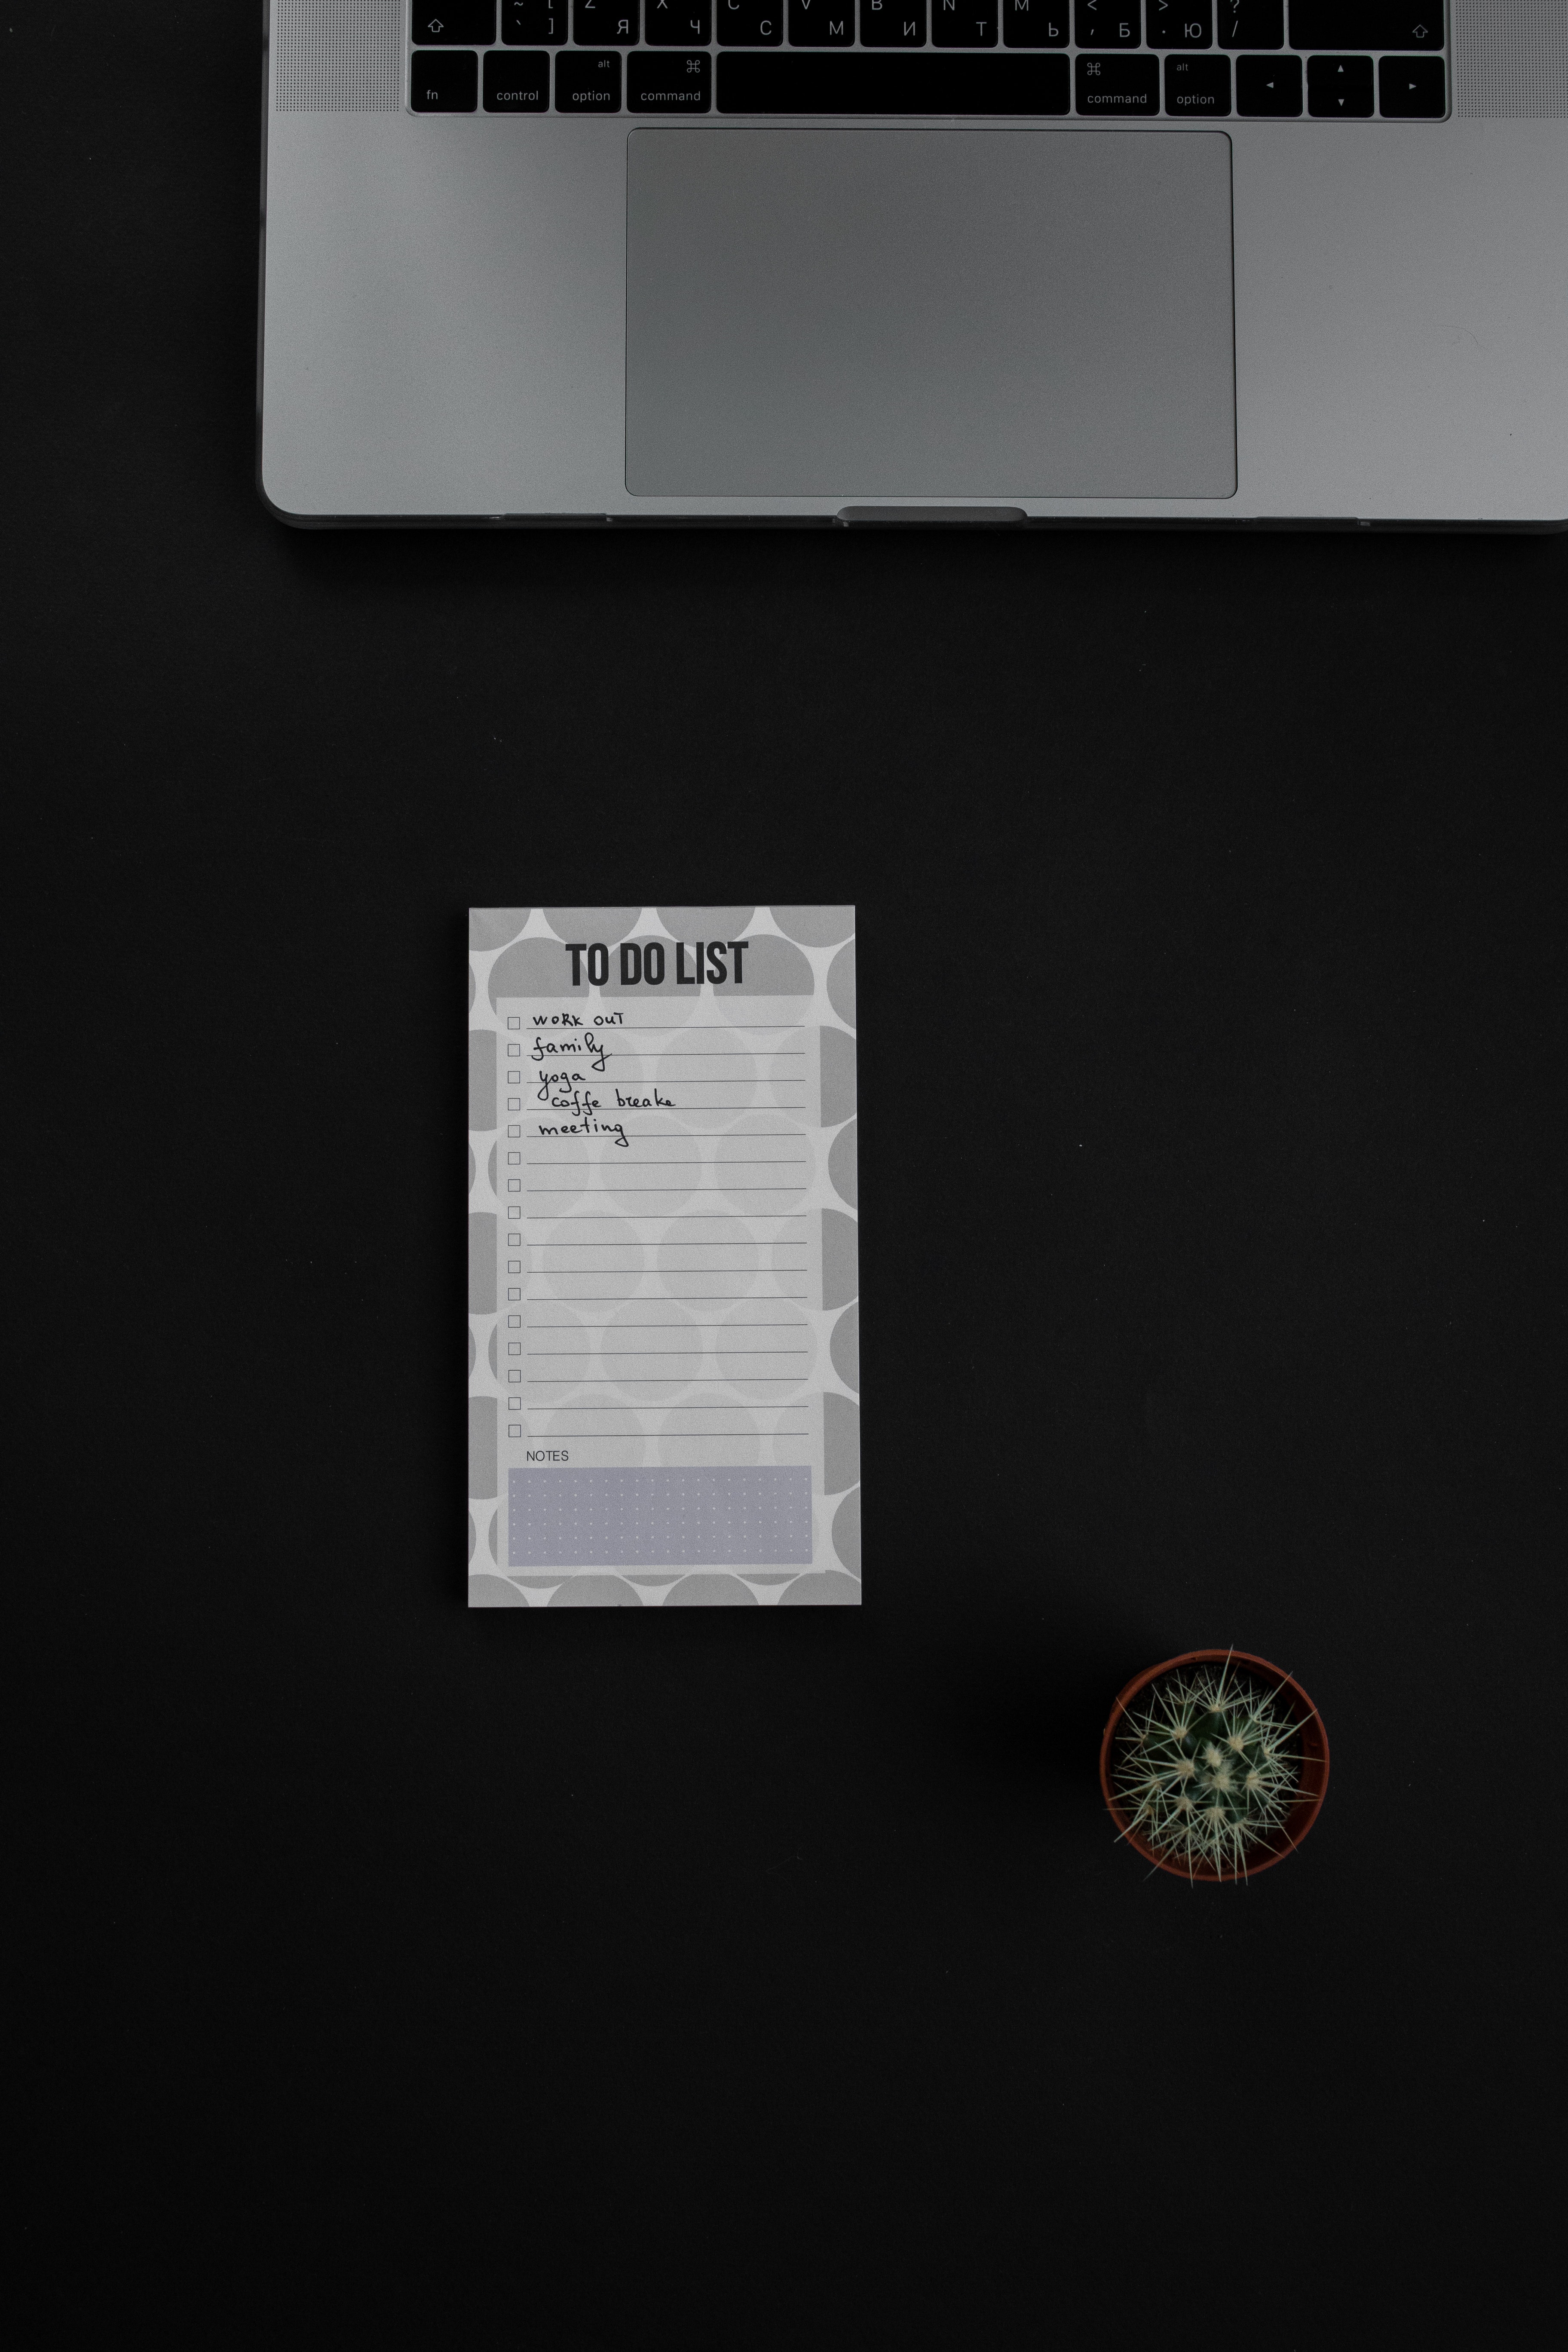 ~ [ Z X C V B N M < > ?
` ] Я Ч С М И Т Ь , Б . Ю /
alt ⌘ ⌘ alt
fn control option command command option
TO DO LIST
work out
family
yoga
coffe breake
meeting
NOTES